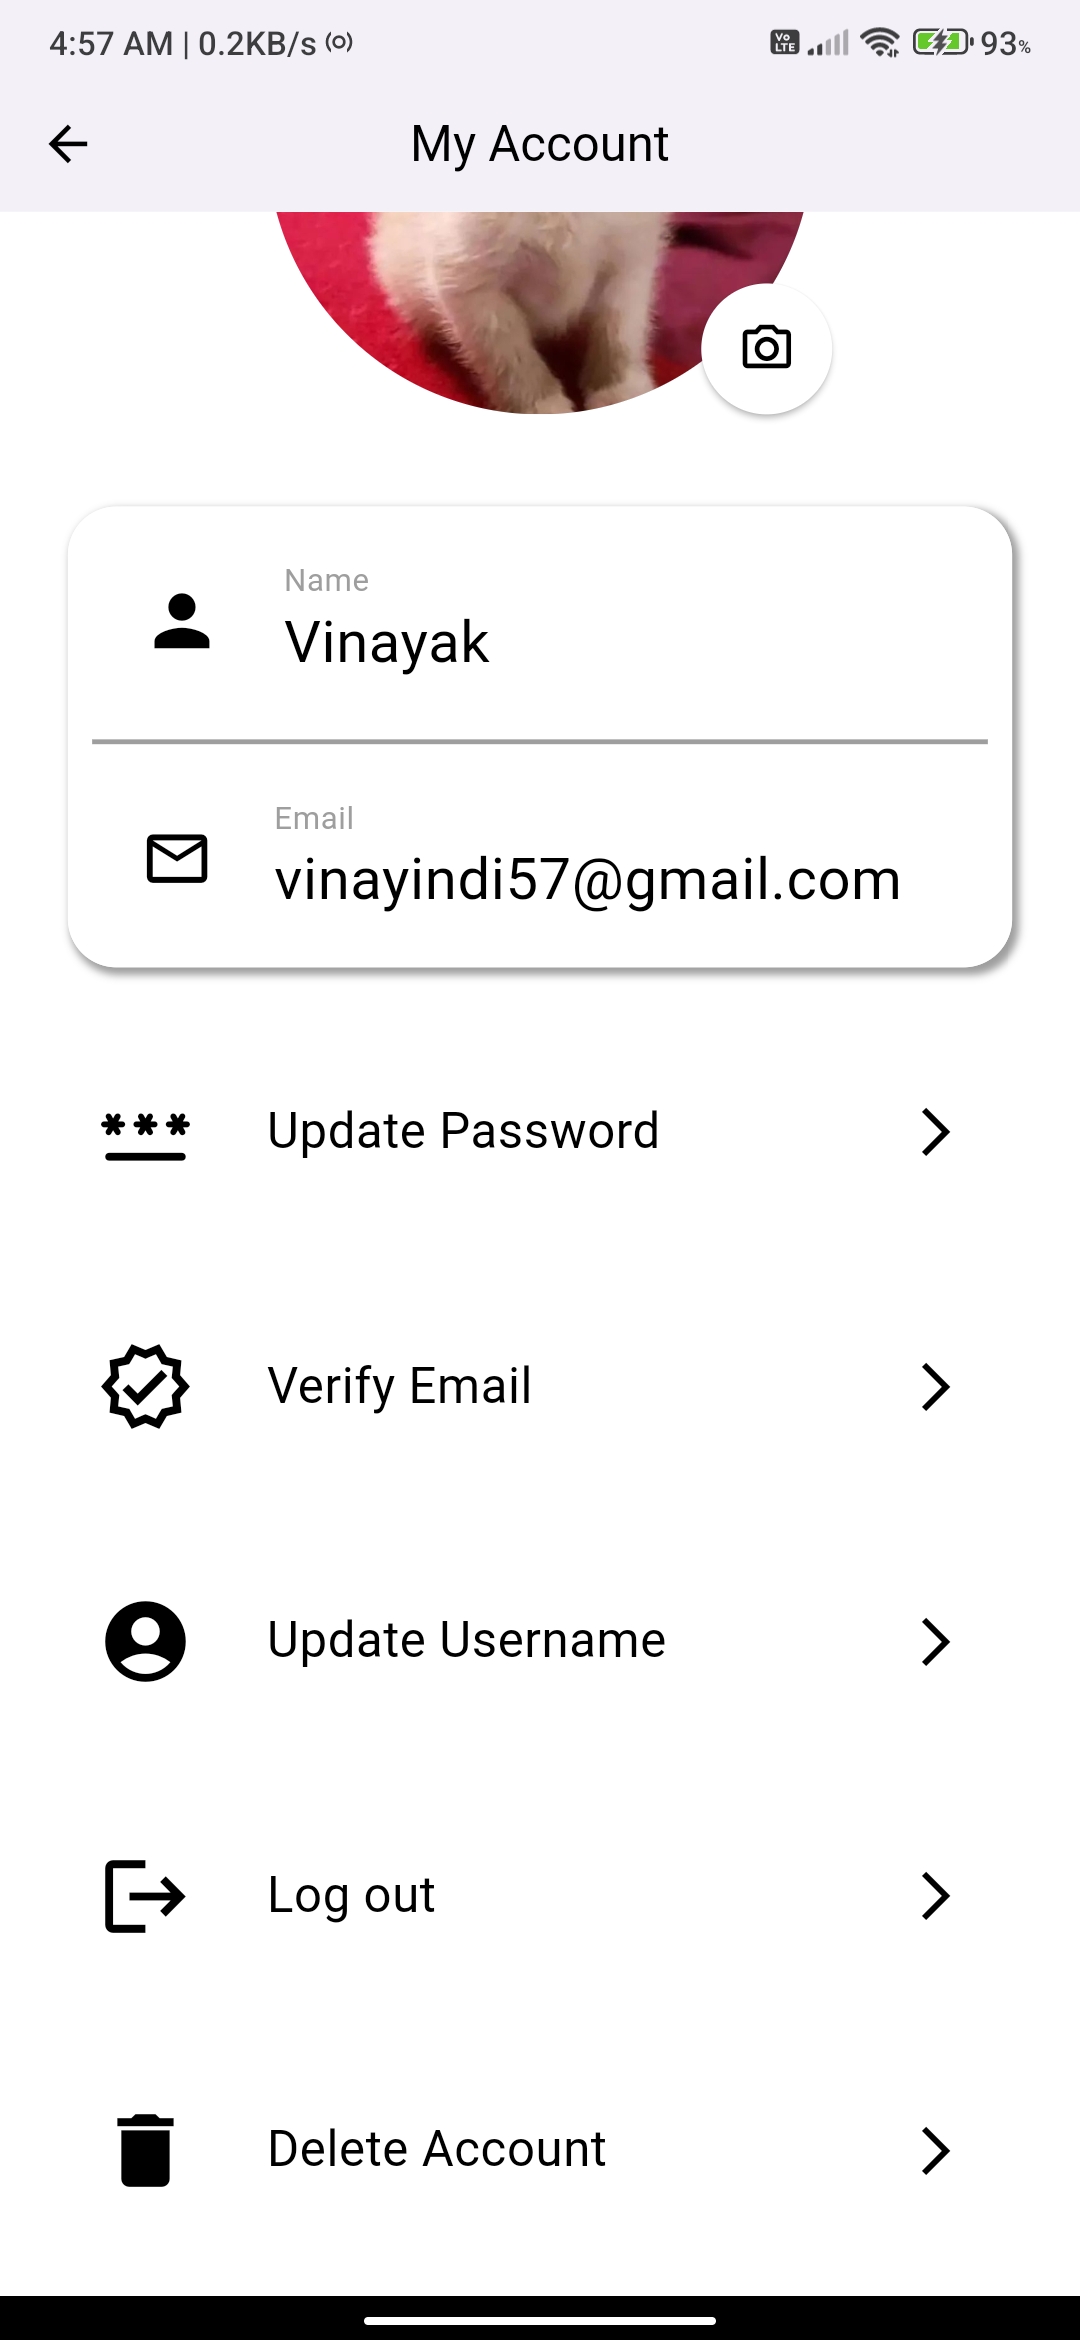 4:57 AM | 0.2KB/s
Vo LTE
93%
My Account
Name
Vinayak
Email
vinayindi57@gmail.com
Update Password
Verify Email
Update Username
Log out
Delete Account